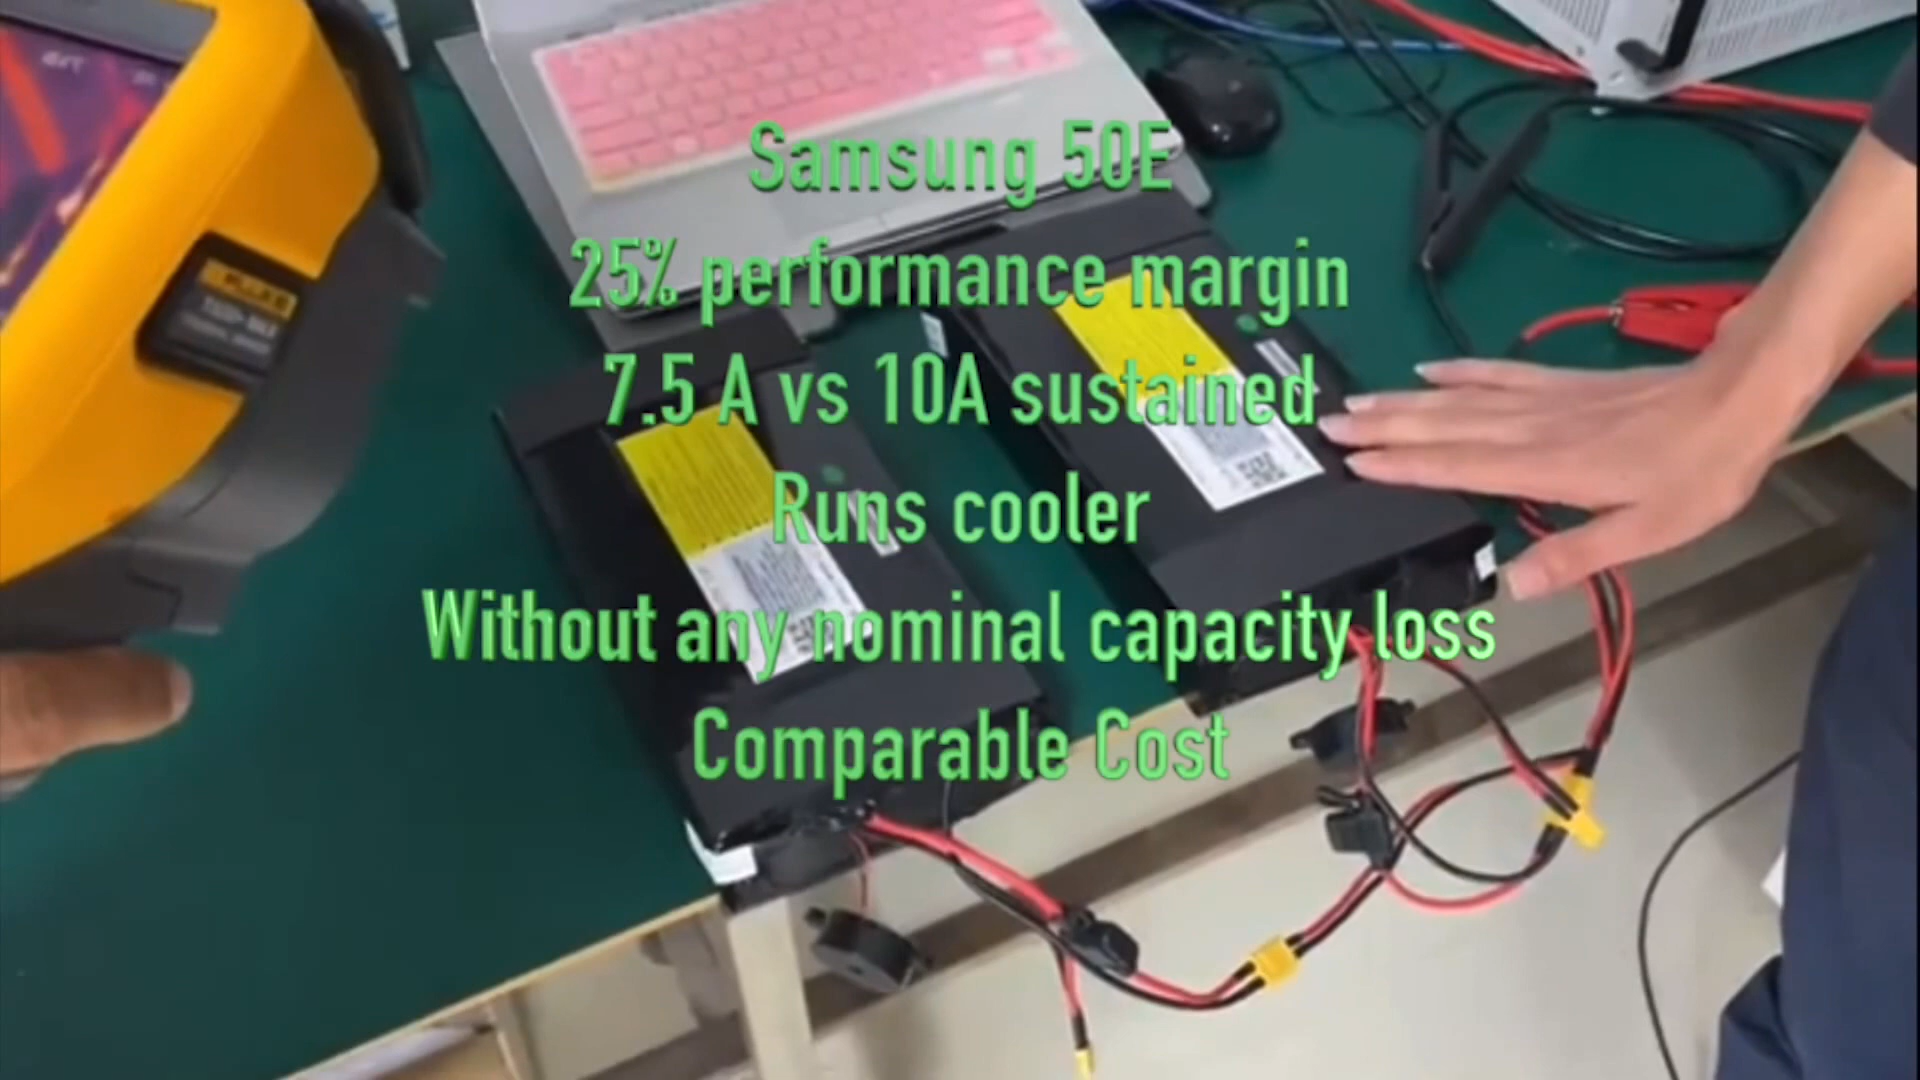 Samsung 50E
25% performance margin
7.5 A vs 10A sustained
Runs cooler
Without any nominal capacity loss
Comparable Cost
FLUKE